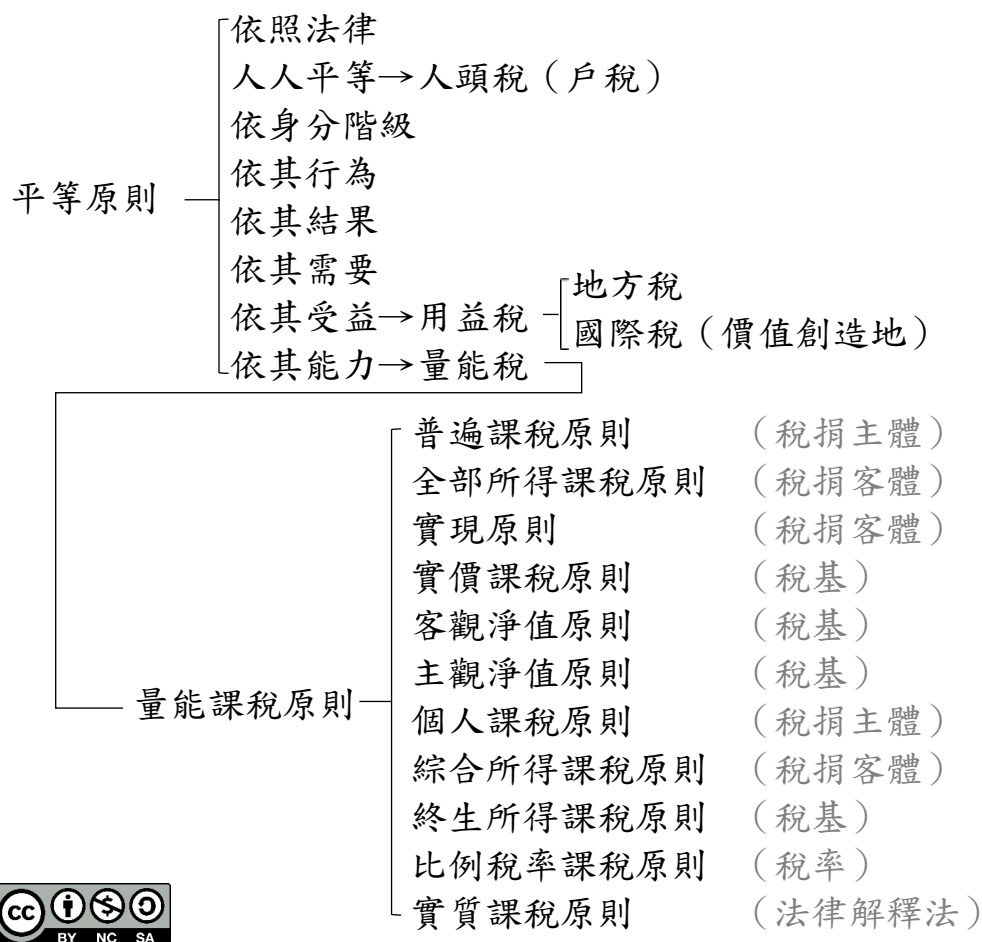 依照法律
人人平等→人頭稅（戶稅）
依身分階級
依其行為
平等原則
依其結果
依其需要
地方稅
依其受益→用益稅
國際稅（價值創造地）
依其能力→量能稅
普遍課稅原則 （稅捐主體）
全部所得課稅原則 （稅捐客體）
實現原則 （稅捐客體）
實價課稅原則 （稅基）
客觀淨值原則 （稅基）
主觀淨值原則 （稅基）
量能課稅原則
個人課稅原則 （稅捐主體）
綜合所得課稅原則 （稅捐客體）
終生所得課稅原則 （稅基）
比例稅率課稅原則 （稅率）
實質課稅原則 （法律解釋法）
cc
BY NC SA